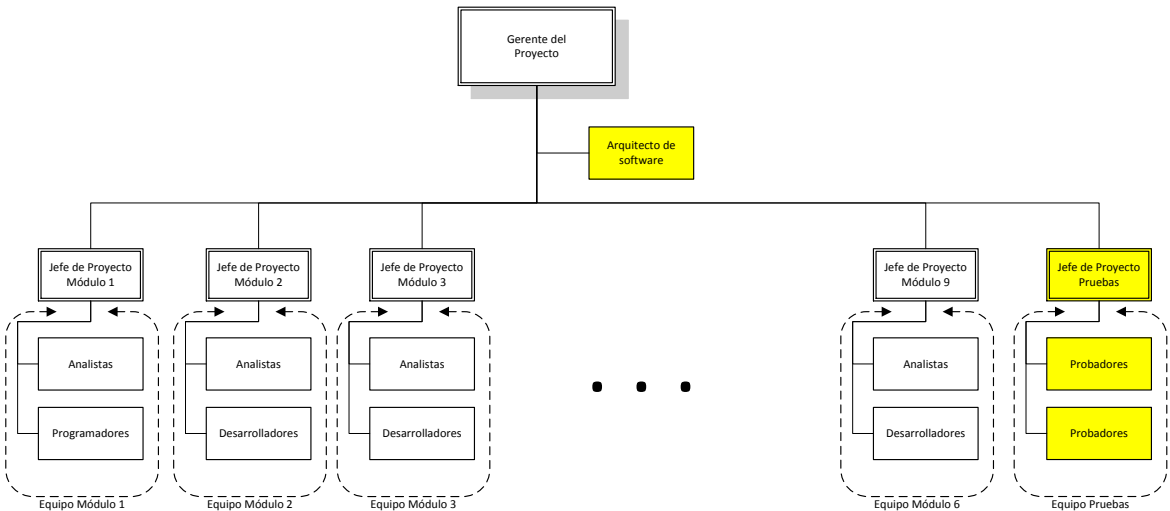 Gerente del
Proyecto
Arquitecto de
software
Jefe de Proyecto
Módulo 1
Jefe de Proyecto
Módulo 2
Jefe de Proyecto
Módulo 3
Jefe de Proyecto
Módulo 9
Jefe de Proyecto
Pruebas
Analistas
Analistas
Analistas
Analistas
Probadores
Programadores
Desarrolladores
Desarrolladores
Desarrolladores
Probadores
Equipo Módulo 1
Equipo Módulo 2
Equipo Módulo 3
Equipo Módulo 6
Equipo Pruebas